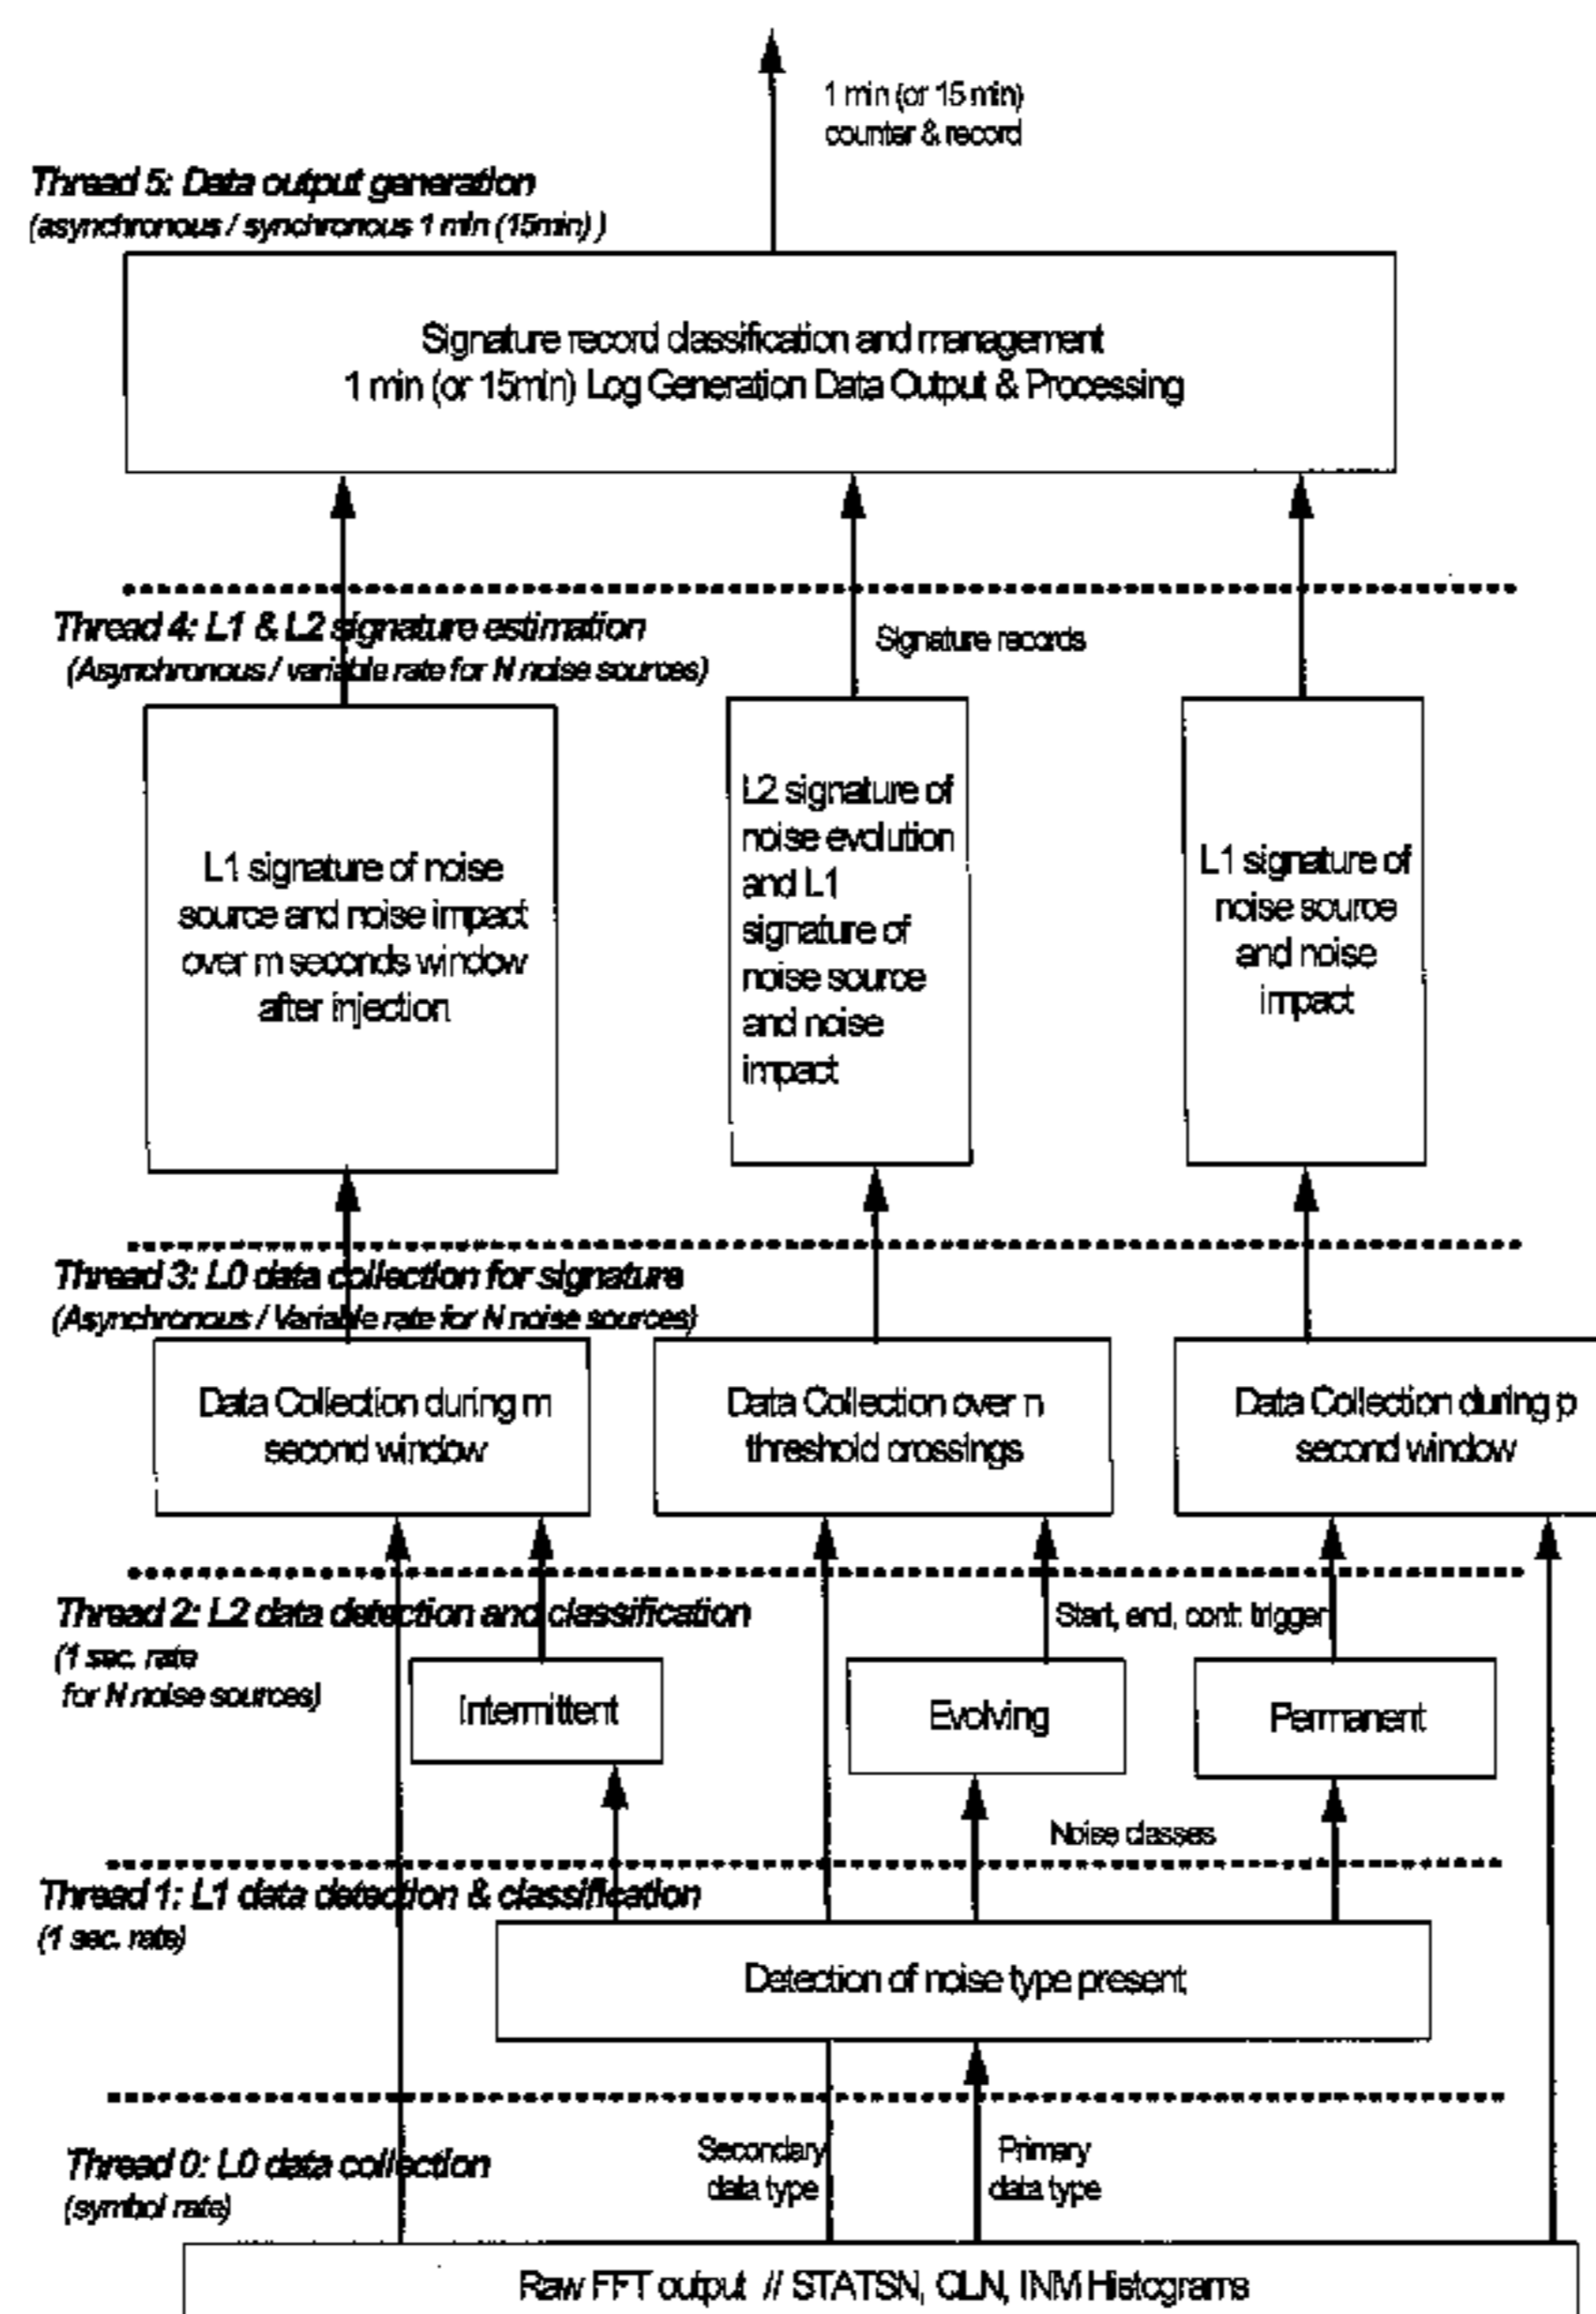 1 min (or 15 min)
counter & record
Thread 5: Data output generation
(asynchronous / synchronous 1 min (15min) )
Signature record classification and management
1 min (or 15min) Log Generation Data Output & Processing
Thread 4: L1 & L2 signature estimation
(Asynchronous / variable rate for N noise sources)
Signature records
L1 signature of noise
source and noise impact
over m seconds window
after injection
L2 signature of
noise evolution
and L1
signature of
noise source
and noise
impact
L1 signature of
noise source
and noise
impact
Thread 3: L0 data collection for signature
(Asynchronous / Variable rate for N noise sources)
Data Collection during m
second window
Data Collection over n
threshold crossings
Data Collection during p
second window
Thread 2: L2 data detection and classification
(1 sec. rate
for N noise sources)
Start, end, cont. trigger
Intermittent
Evolving
Permanent
Noise classes
Thread 1: L1 data detection & classification
(1 sec. rate)
Detection of noise type present
Thread 0: L0 data collection
(symbol rate)
Secondary
data type
Primary
data type
Raw FFT output // STATSN, QLN, INM Histograms